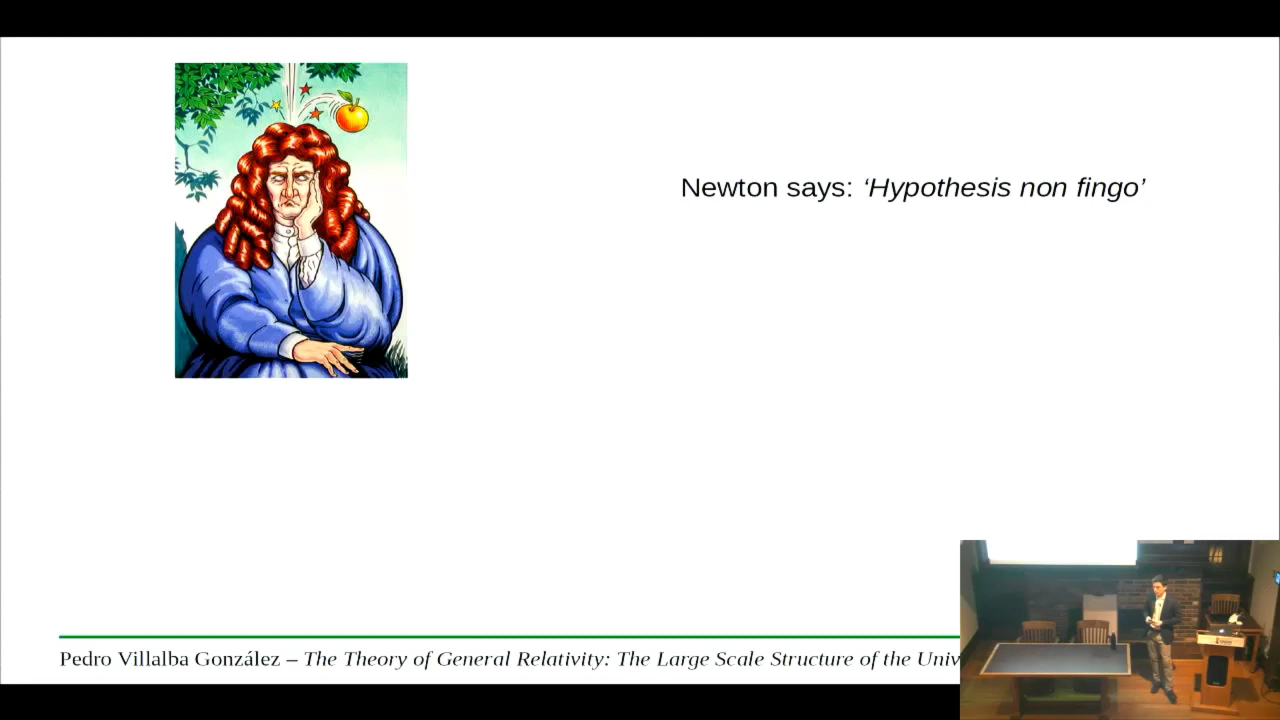 Newton says: ‘Hypothesis non fingo’
Pedro Villalba González – The Theory of General Relativity: The Large Scale Structure of the